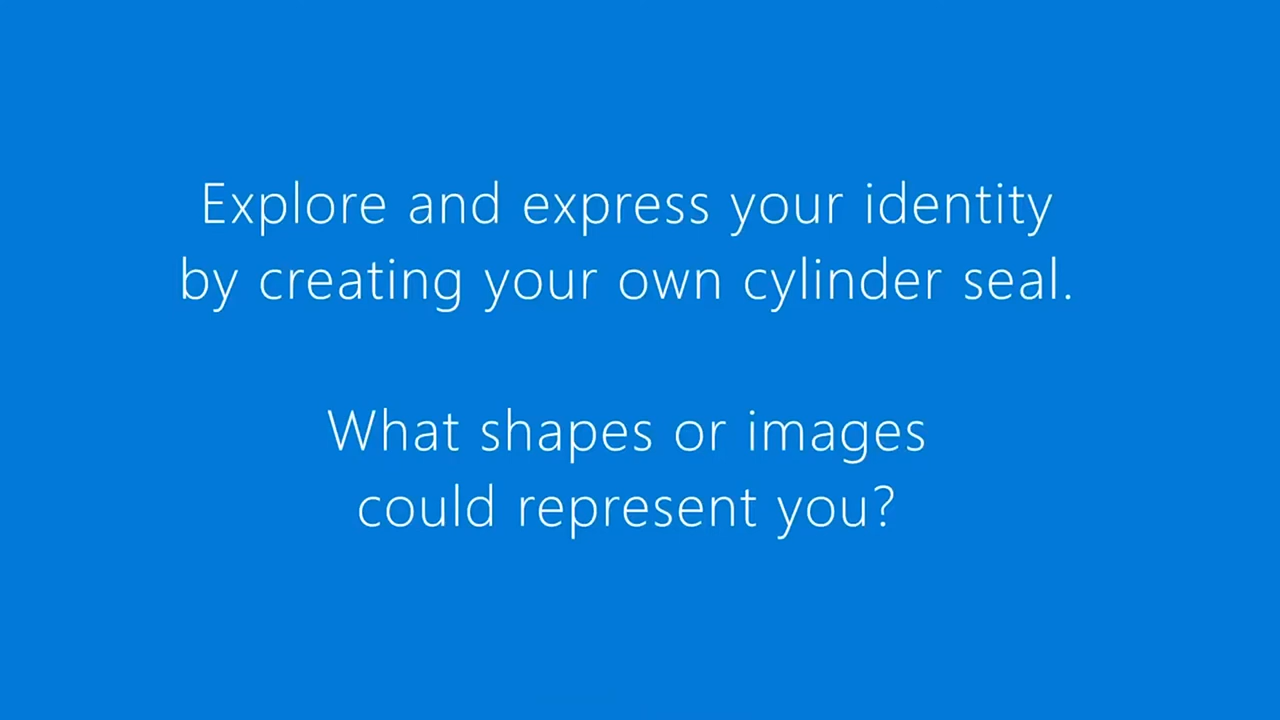 Explore and express your identity
by creating your own cylinder seal.
What shapes or images
could represent you?